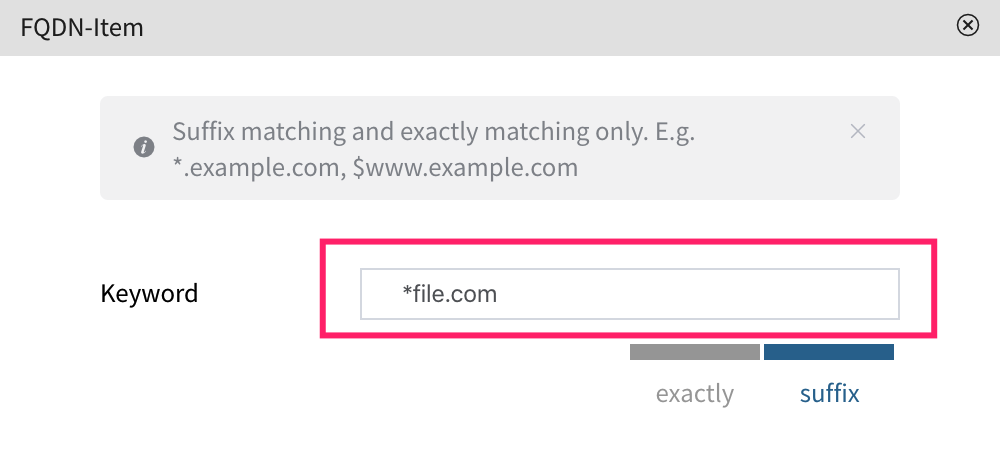 FQDN-Item
Suffix matching and exactly matching only. E.g.
*.example.com, $www.example.com
Keyword
*file.com
exactly
suffix